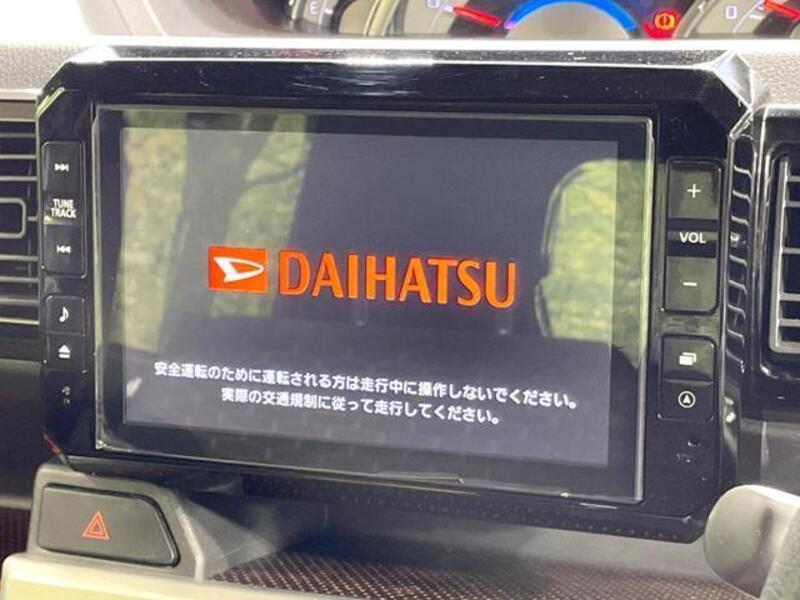 E
0
0
TUNE
TRACK
DAIHATSU
+
VOL
−
安全運転のために運転される方は走行中に操作しないでください。
実際の交通規制に従って走行してください。